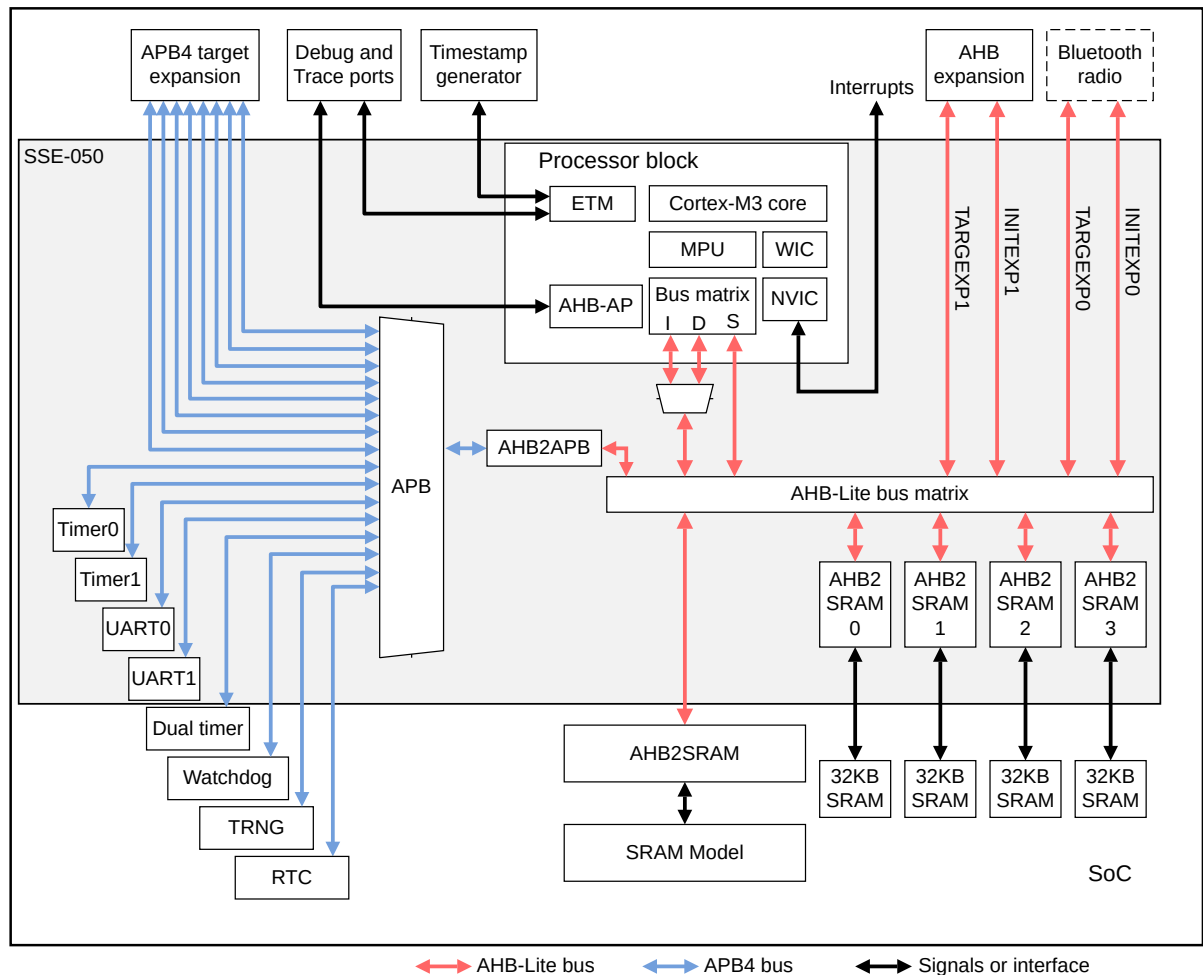 APB4 target
expansion
Debug and
Trace ports
Timestamp
generator
Interrupts
AHB
expansion
Bluetooth
radio
SSE-050
Processor block
ETM
Cortex-M3 core
MPU
WIC
AHB-AP
Bus matrix
I D S
NVIC
TARGEXP1
INITEXP1
TARGEXP0
INITEXP0
APB
AHB2APB
AHB-Lite bus matrix
Timer0
Timer1
UART0
UART1
Dual timer
Watchdog
TRNG
RTC
AHB2
SRAM
0
AHB2
SRAM
1
AHB2
SRAM
2
AHB2
SRAM
3
AHB2SRAM
SRAM Model
32KB
SRAM
32KB
SRAM
32KB
SRAM
32KB
SRAM
SoC
AHB-Lite bus
APB4 bus
Signals or interface